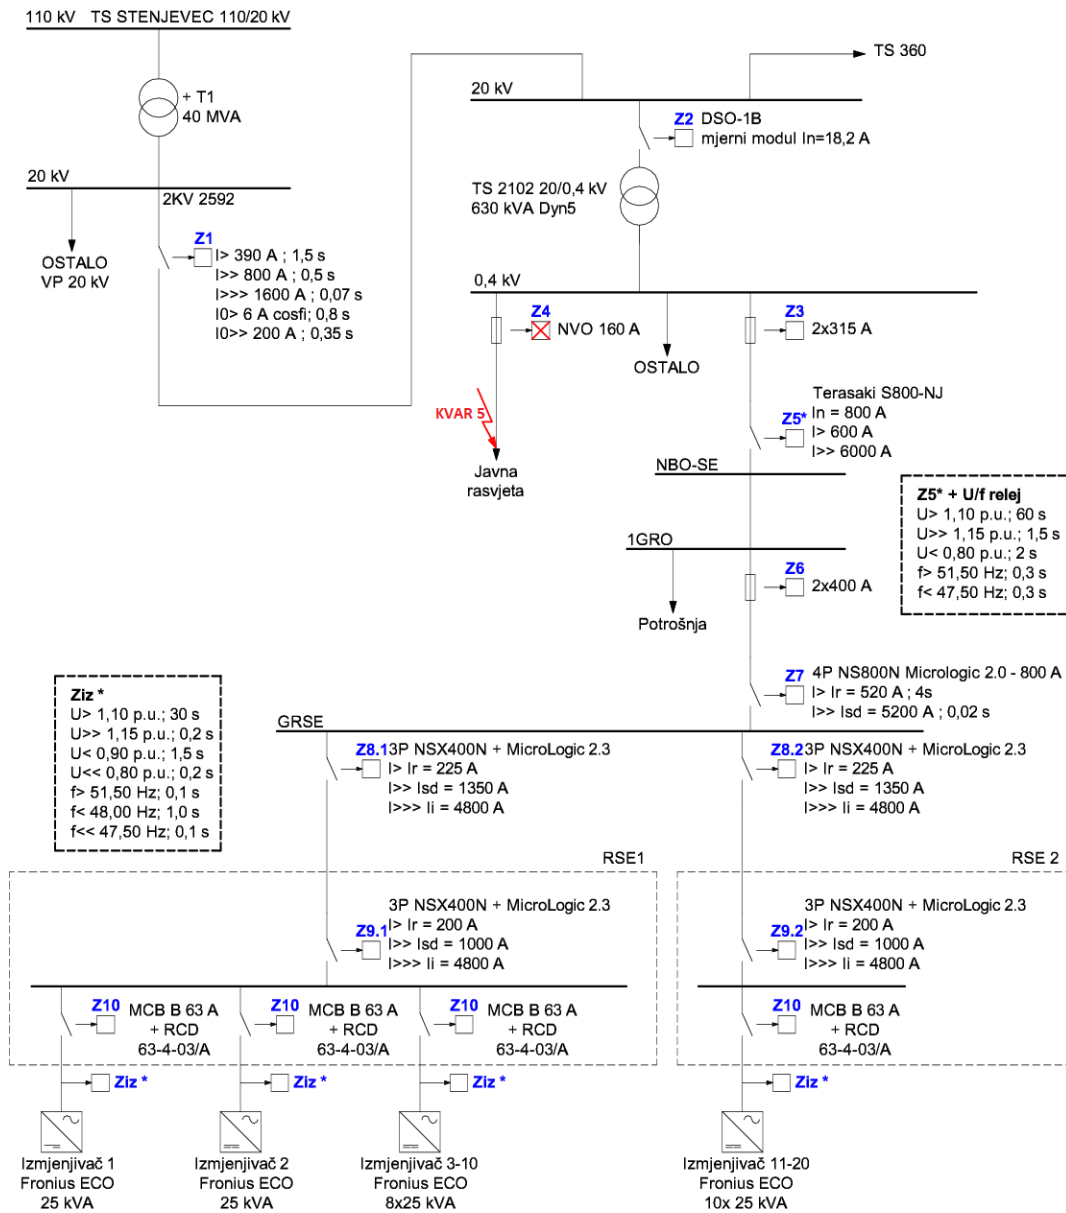 110 kV TS STENJEVEC 110/20 kV
+ T1
40 MVA
20 kV
2KV 2592
OSTALO
VP 20 kV
Z1
I> 390 A ; 1,5 s
I>> 800 A ; 0,5 s
I>>> 1600 A ; 0,07 s
I0> 6 A cosfi; 0,8 s
I0>> 200 A ; 0,35 s
TS 360
20 kV
Z2 DSO-1B
mjerni modul In=18,2 A
TS 2102 20/0,4 kV
630 kVA Dyn5
0,4 kV
Z4
NVO 160 A
OSTALO
Z3
2x315 A
KVAR 5
Javna
rasvjeta
Terasaki S800-NJ
Z5*
In = 800 A
I> 600 A
I>> 6000 A
NBO-SE
Z5* + U/f relej
U> 1,10 p.u.; 60 s
U>> 1,15 p.u.; 1,5 s
U< 0,80 p.u.; 2 s
f> 51,50 Hz; 0,3 s
f< 47,50 Hz; 0,3 s
1GRO
Z6
2x400 A
Potrošnja
Z7
4P NS800N Micrologic 2.0 - 800 A
I> Ir = 520 A ; 4s
I>> Isd = 5200 A ; 0,02 s
Ziz *
U> 1,10 p.u.; 30 s
U>> 1,15 p.u.; 0,2 s
U< 0,90 p.u.; 1,5 s
U<< 0,80 p.u.; 0,2 s
f> 51,50 Hz; 0,1 s
f< 48,00 Hz; 1,0 s
f<< 47,50 Hz; 0,1 s
GRSE
Z8.1
3P NSX400N + MicroLogic 2.3
I> Ir = 225 A
I>> Isd = 1350 A
I>>> Ii = 4800 A
Z8.2
3P NSX400N + MicroLogic 2.3
I> Ir = 225 A
I>> Isd = 1350 A
I>>> Ii = 4800 A
RSE1
RSE 2
3P NSX400N + MicroLogic 2.3
Z9.1
I> Ir = 200 A
I>> Isd = 1000 A
I>>> Ii = 4800 A
3P NSX400N + MicroLogic 2.3
Z9.2
I> Ir = 200 A
I>> Isd = 1000 A
I>>> Ii = 4800 A
Z10
MCB B 63 A
+ RCD
63-4-03/A
Z10
MCB B 63 A
+ RCD
63-4-03/A
Z10
MCB B 63 A
+ RCD
63-4-03/A
Z10
MCB B 63 A
+ RCD
63-4-03/A
Ziz *
Ziz *
Ziz *
Ziz *
Izmjenjivač 1
Fronius ECO
25 kVA
Izmjenjivač 2
Fronius ECO
25 kVA
Izmjenjivač 3-10
Fronius ECO
8x25 kVA
Izmjenjivač 11-20
Fronius ECO
10x 25 kVA